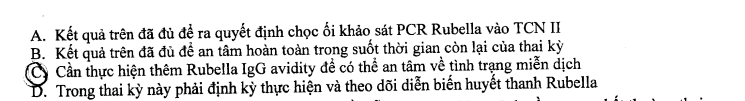 A. Kết quả trên đã đủ để ra quyết định chọc ối khảo sát PCR Rubella vào TCN II
B. Kết quả trên đã đủ để an tâm hoàn toàn trong suốt thời gian còn lại của thai kỳ
C. Cần thực hiện thêm Rubella IgG avidity để có thể an tâm về tình trạng miễn dịch
D. Trong thai kỳ này phải định kỳ thực hiện và theo dõi diễn biến huyết thanh Rubella